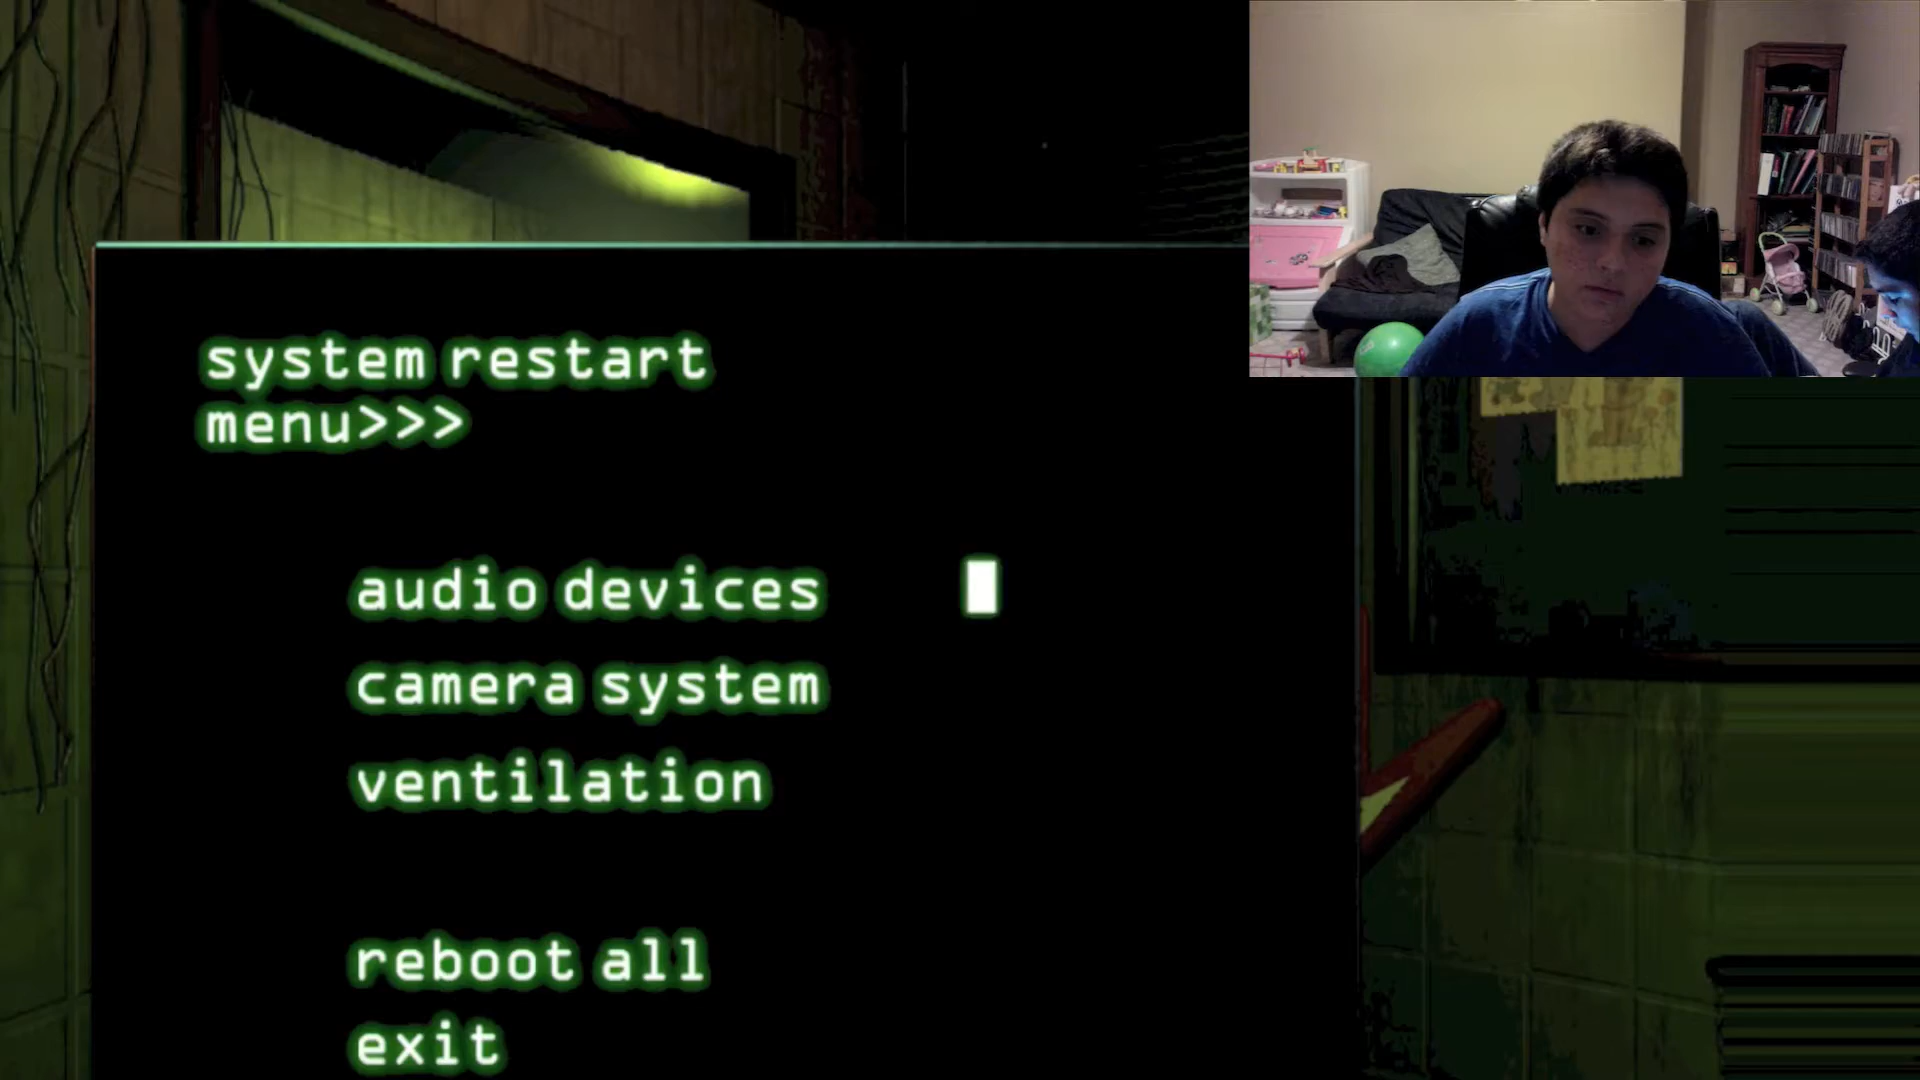 system restart
menu>>>
audio devices
camera system
ventilation
reboot all
exit